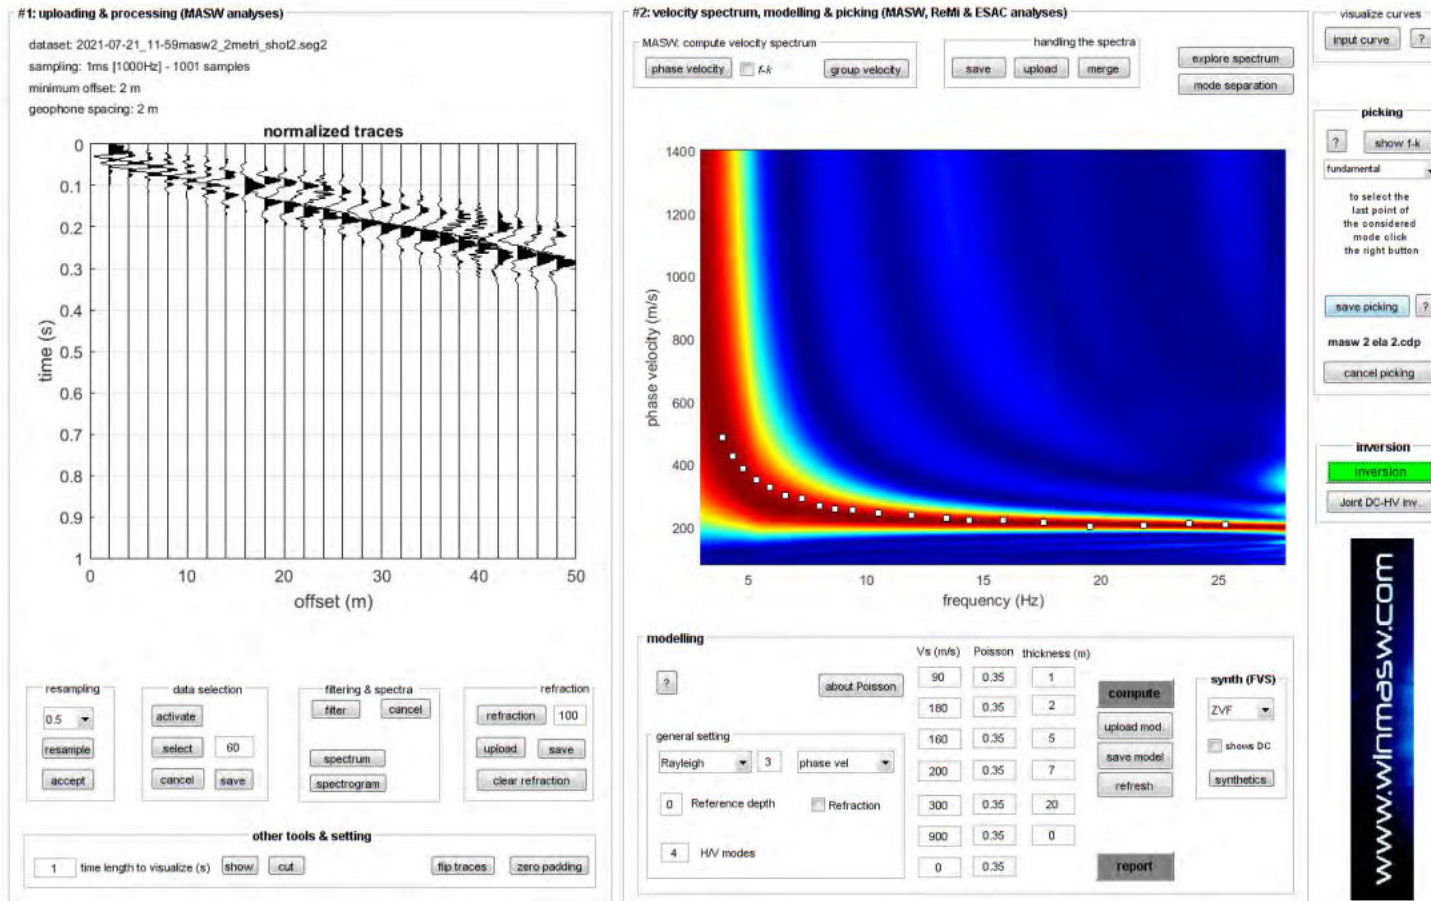 #1: uploading & processing (MASW analyses)
dataset: 2021-07-21_11-59masw2_2metri_shot2.seg2
sampling: 1ms [1000Hz] - 1001 samples
minimum offset: 2 m
geophone spacing: 2 m
normalized traces
0
0.1
0.2
0.3
0.4
0.5
0.6
0.7
0.8
0.9
1
time (s)
0 10 20 30 40 50
offset (m)
resampling
0.5
resample
accept
data selection
activate
select 60
cancel save
filtering & spectra
filter cancel
spectrum
spectrogram
refraction
refraction 100
upload save
clear refraction
other tools & setting
1 time length to visualize (s) show cut flip traces zero padding
#2: velocity spectrum, modelling & picking (MASW, ReMi & ESAC analyses)
MASW: compute velocity spectrum
phase velocity f-k group velocity
handling the spectra
save upload merge
explore spectrum
mode separation
1400
1200
1000
800
600
400
200
phase velocity (m/s)
5 10 15 20 25
frequency (Hz)
modelling
?
about Poisson
general setting
Rayleigh 3 phase vel
0 Reference depth Refraction
4 H/V modes
Vs (m/s) Poisson thickness (m)
90 0.35 1
180 0.35 2
160 0.35 5
200 0.35 7
300 0.35 20
900 0.35 0
0 0.35
compute
upload mod.
save model
refresh
report
synth (FVS)
ZVF
shows DC
synthetics
visualize curves
input curve ?
picking
? show f-k
fundamental
to select the
last point of
the considered
mode click
the right button
save picking ?
masw 2 ela 2.cdp
cancel picking
inversion
inversion
Joint DC-HV inv.
www.winmasw.com